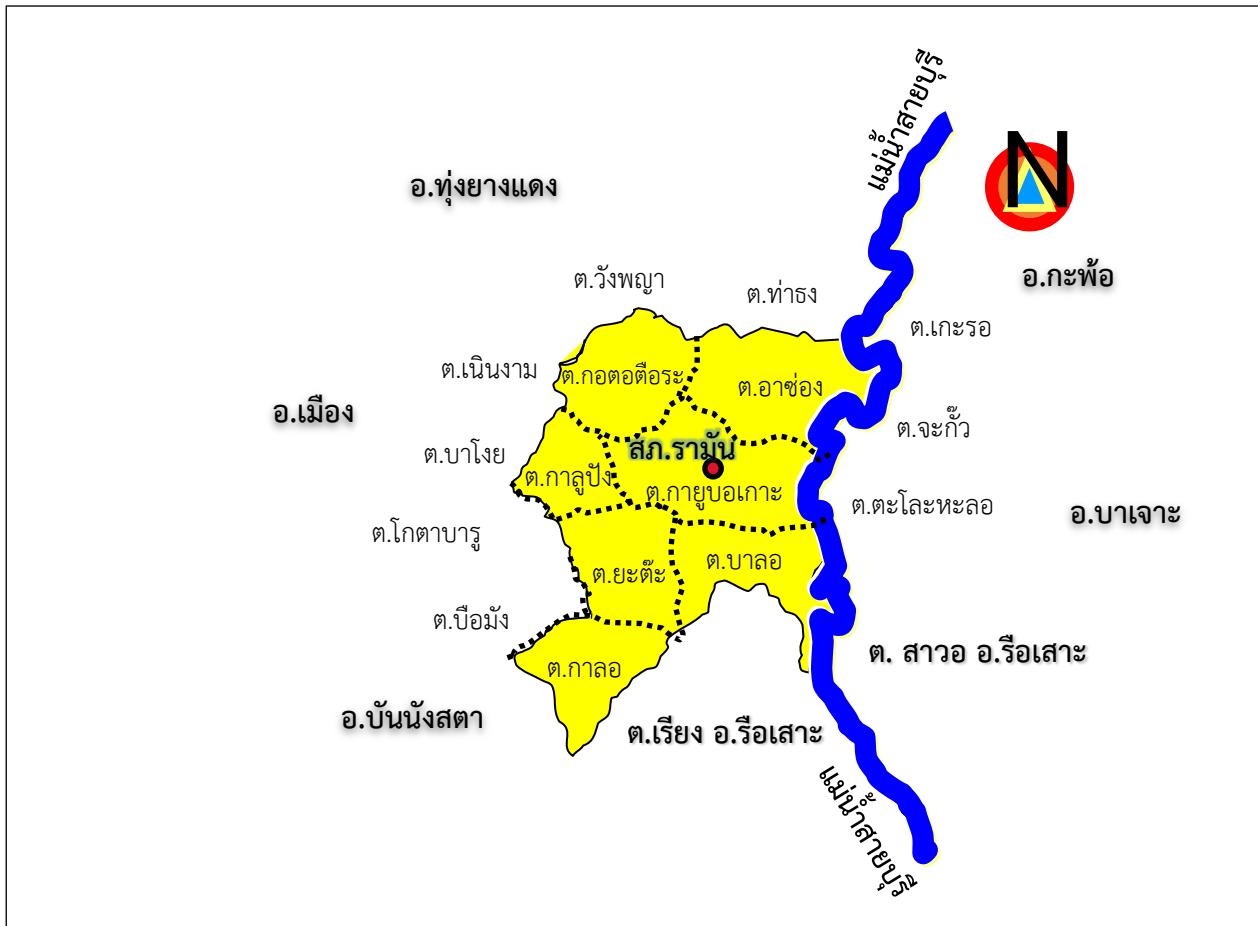 แม่น้ำสายบุรี
N
อ.ทุ่งยางแดง
อ.กะพ้อ
ต.วังพญา
ต.ท่าธง
ต.เกะรอ
ต.เนินงาม
ต.กอตอตือระ
ต.อาซ่อง
อ.เมือง
ต.จะกั๊ว
ต.บาโงย
สภ.รามัน
ต.กาลูปัง
ต.กายูบอเกาะ
ต.ตะโละหะลอ
อ.บาเจาะ
ต.โกตาบารู
ต.ยะต๊ะ
ต.บาลอ
ต.บือมัง
ต. สาวอ อ.รือเสาะ
ต.กาลอ
อ.บันนังสตา
ต.เรียง อ.รือเสาะ
แม่น้ำสายบุรี